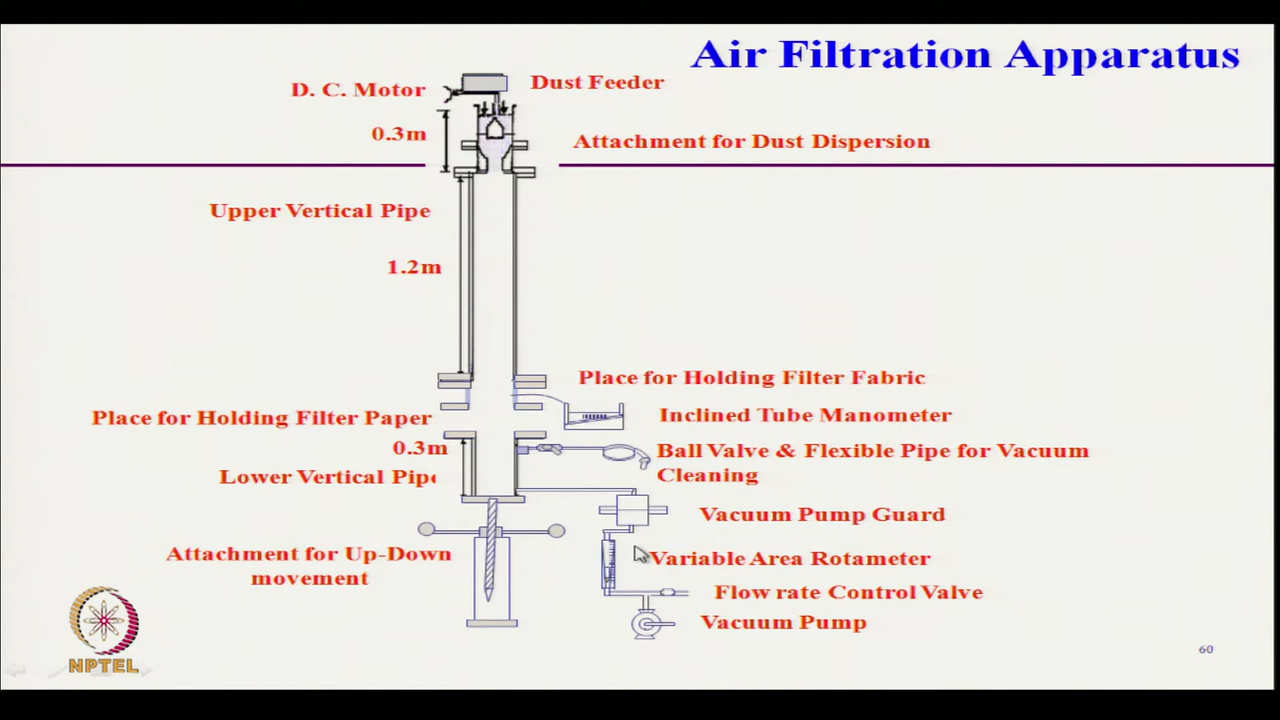 Air Filtration Apparatus
D. C. Motor
Dust Feeder
0.3m
Attachment for Dust Dispersion
Upper Vertical Pipe
1.2m
Place for Holding Filter Fabric
Place for Holding Filter Paper
Inclined Tube Manometer
0.3m
Ball Valve & Flexible Pipe for Vacuum
Cleaning
Lower Vertical Pipe
Vacuum Pump Guard
Attachment for Up-Down
movement
Variable Area Rotameter
Flow rate Control Valve
Vacuum Pump
NPTEL
60